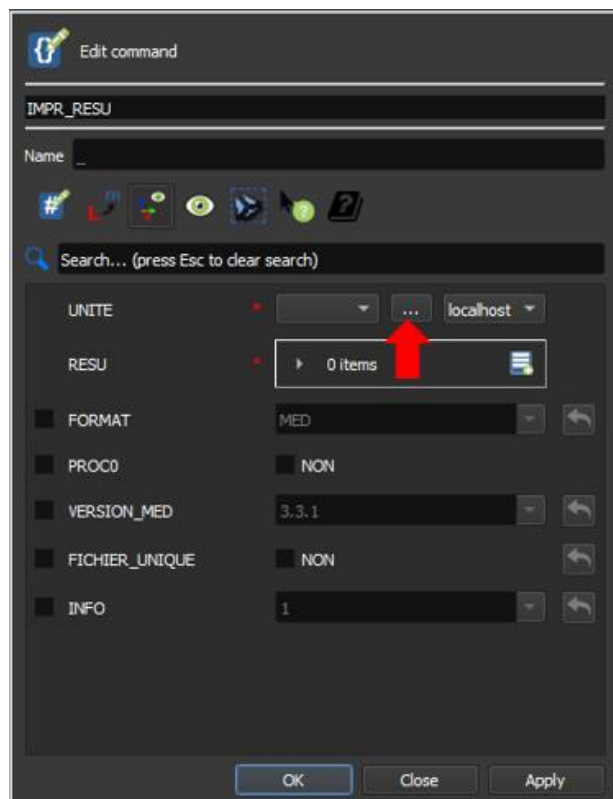 Edit command
IMPR_RESU
Name _
Search... (press Esc to clear search)
UNITE * ... localhost
RESU * 0 items
FORMAT MED
PROC0 NON
VERSION_MED 3.3.1
FICHIER_UNIQUE NON
INFO 1
OK Close Apply